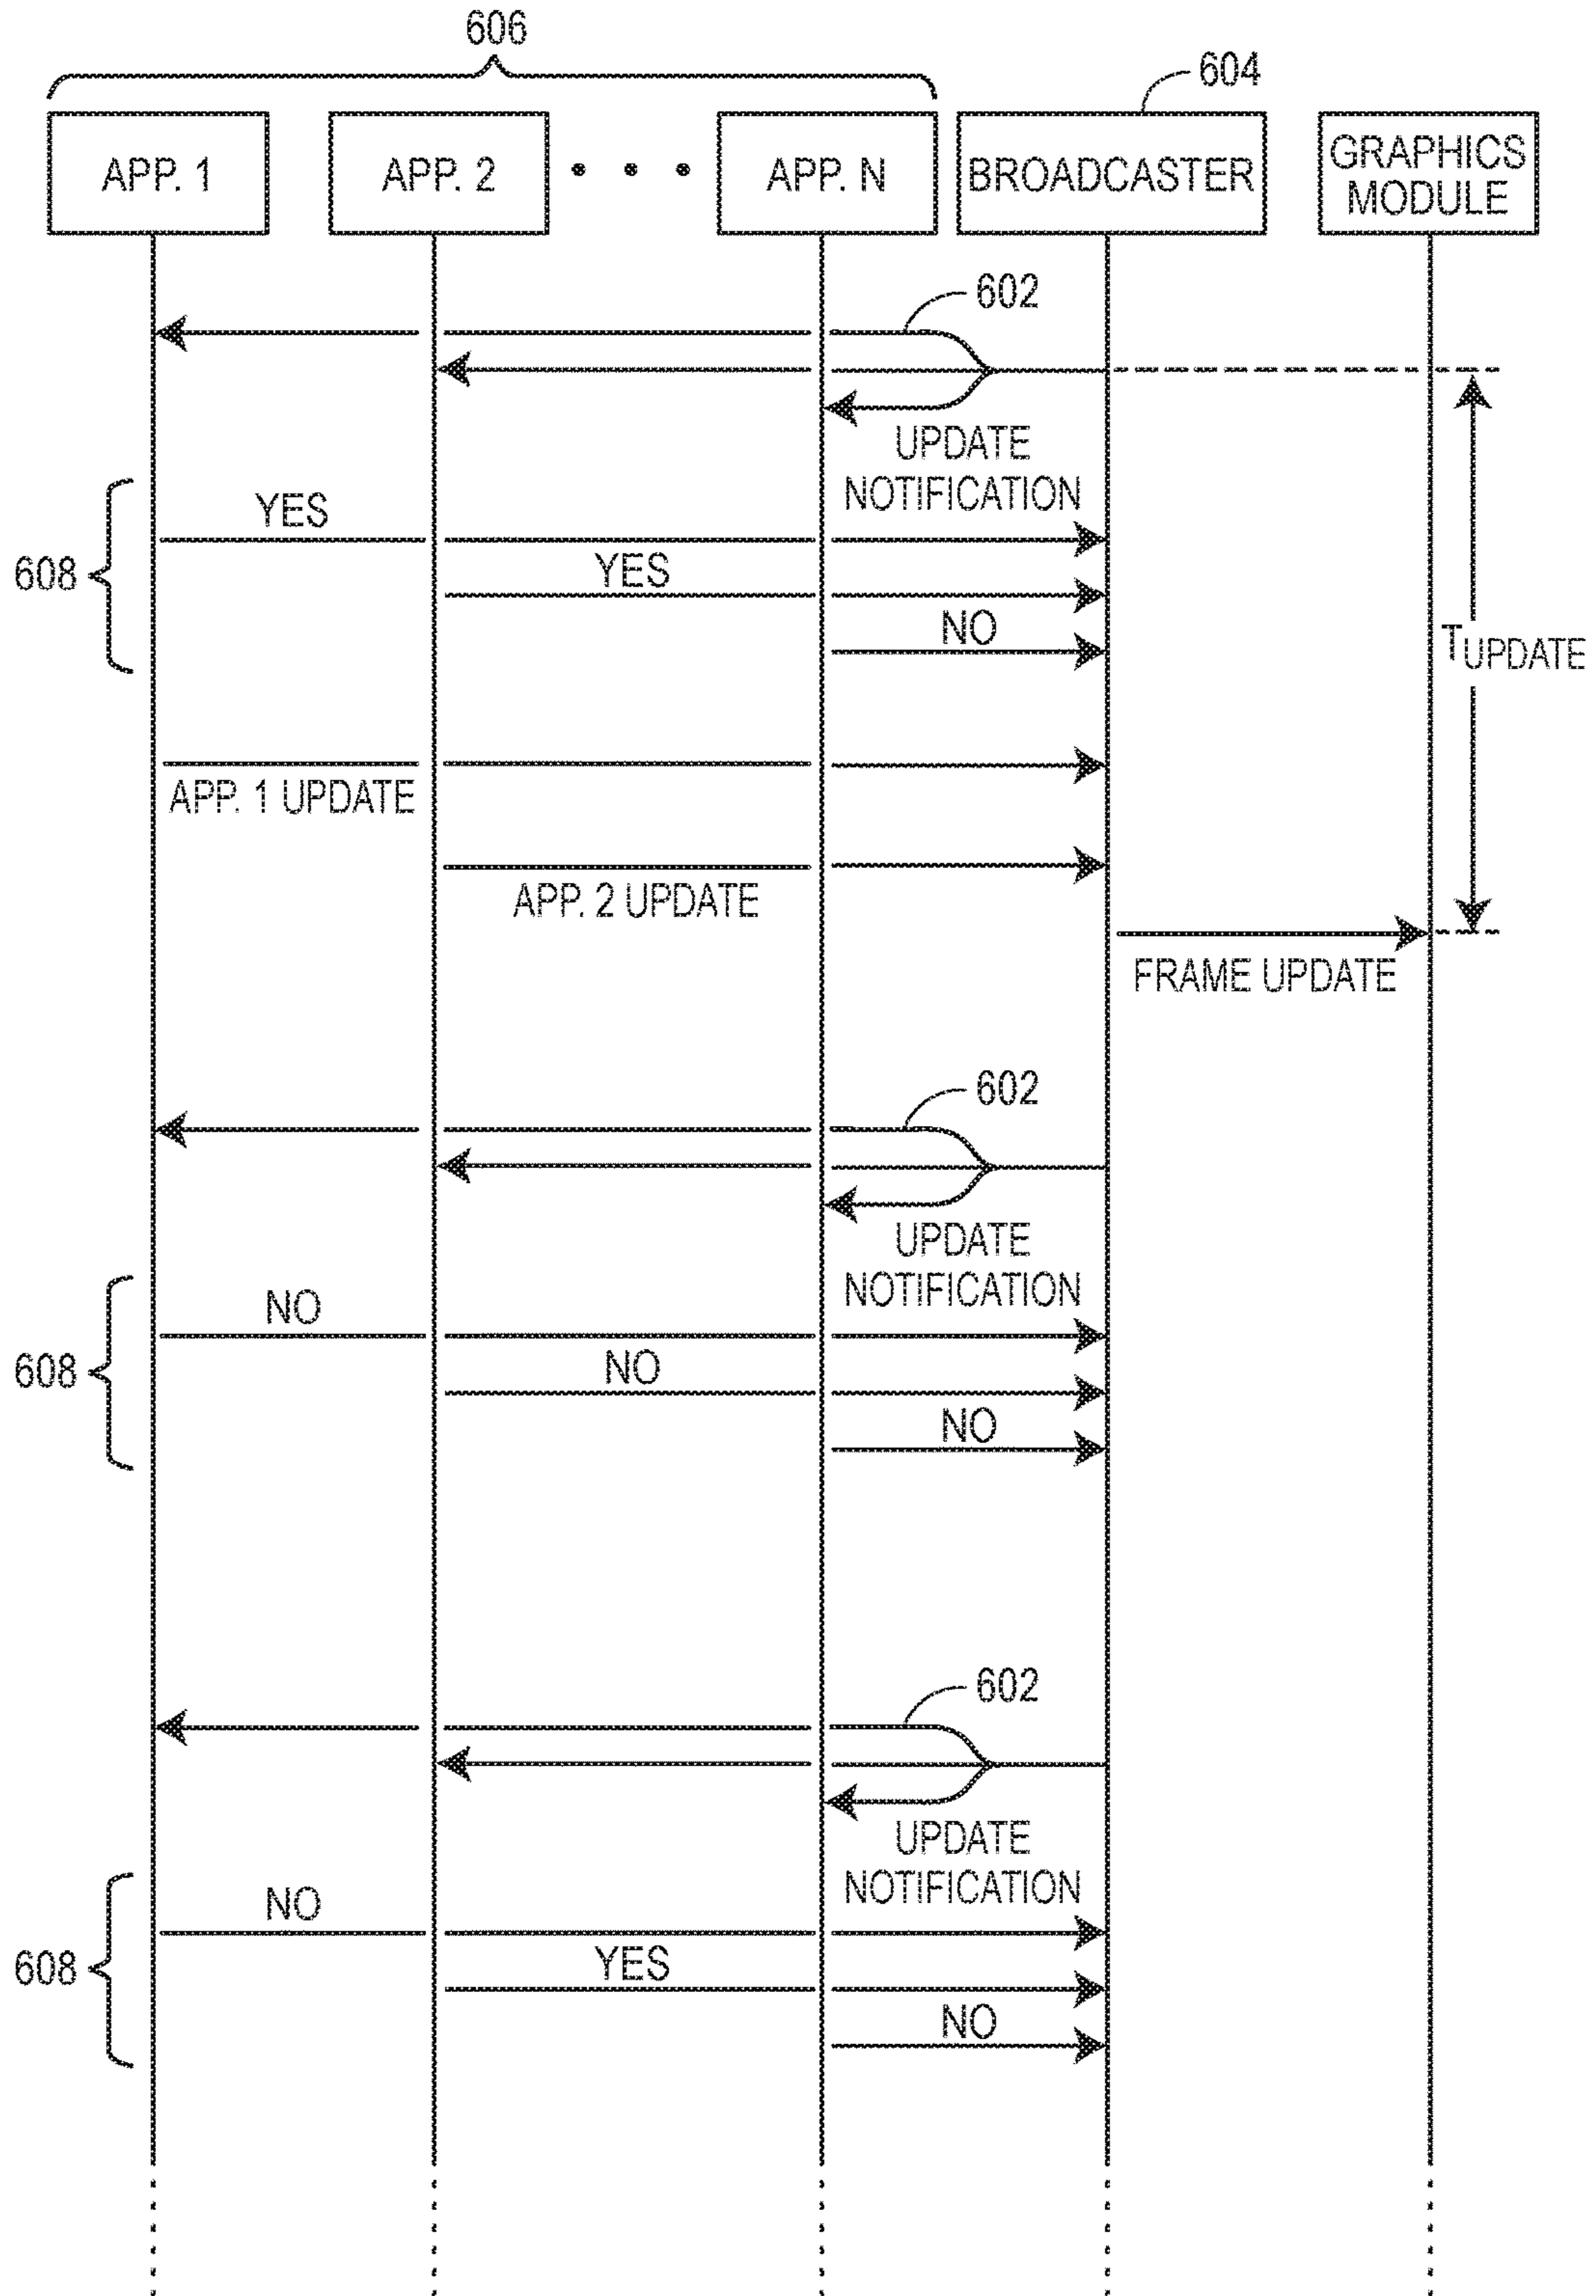 606
604
APP. 1
APP. 2
APP. N
BROADCASTER
GRAPHICS
MODULE
602
UPDATE
NOTIFICATION
608
YES
YES
NO
TUPDATE
APP. 1 UPDATE
APP. 2 UPDATE
FRAME UPDATE
602
UPDATE
NOTIFICATION
608
NO
NO
NO
602
UPDATE
NOTIFICATION
608
NO
YES
NO